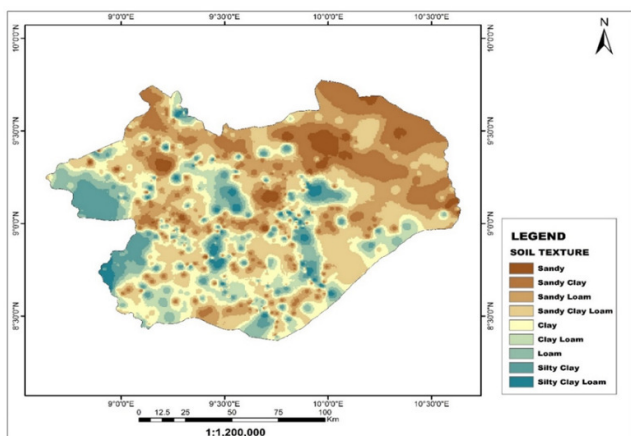 9°0'0"E 9°30'0"E 10°0'0"E 10°30'0"E
N
10°0'0"N 10°0'0"N
9°30'0"N 9°30'0"N
9°0'0"N 9°0'0"N
8°30'0"N 8°30'0"N
LEGEND
SOIL TEXTURE
Sandy
Sandy Clay
Sandy Loam
Sandy Clay Loam
Clay
Clay Loam
Loam
Silty Clay
Silty Clay Loam
9°0'0"E 9°30'0"E 10°0'0"E 10°30'0"E
0 12.5 25 50 75 100
Km
1:1,200,000